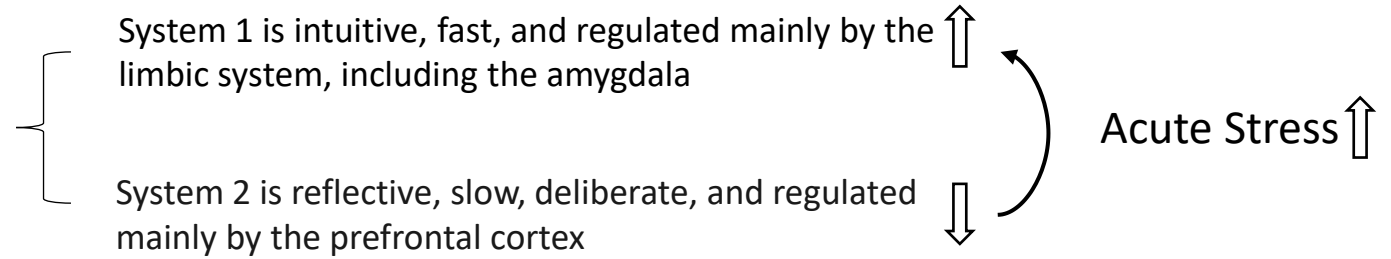 System 1 is intuitive, fast, and regulated mainly by the
limbic system, including the amygdala
Acute Stress
System 2 is reflective, slow, deliberate, and regulated
mainly by the prefrontal cortex